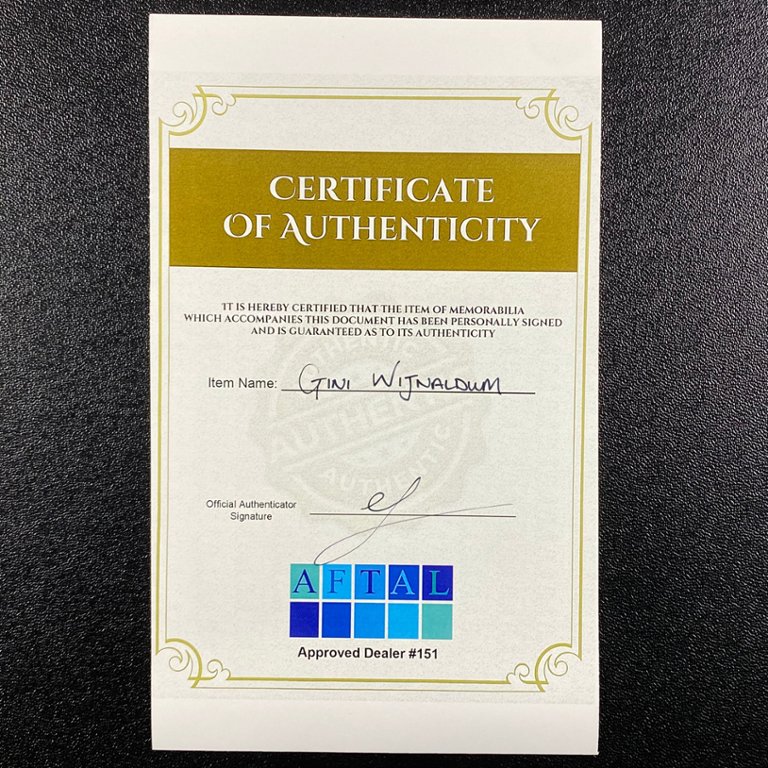 CERTIFICATE
OF AUTHENTICITY
IT IS HEREBY CERTIFIED THAT THE ITEM OF MEMORABILIA
WHICH ACCOMPANIES THIS DOCUMENT HAS BEEN PERSONALLY SIGNED
AND IS GUARANTEED AS TO ITS AUTHENTICITY
Item Name: GINI WIJNALDUM
AUTHENTIC
AUTHENTIC
Official Authenticator
Signature
AFTAL
Approved Dealer #151